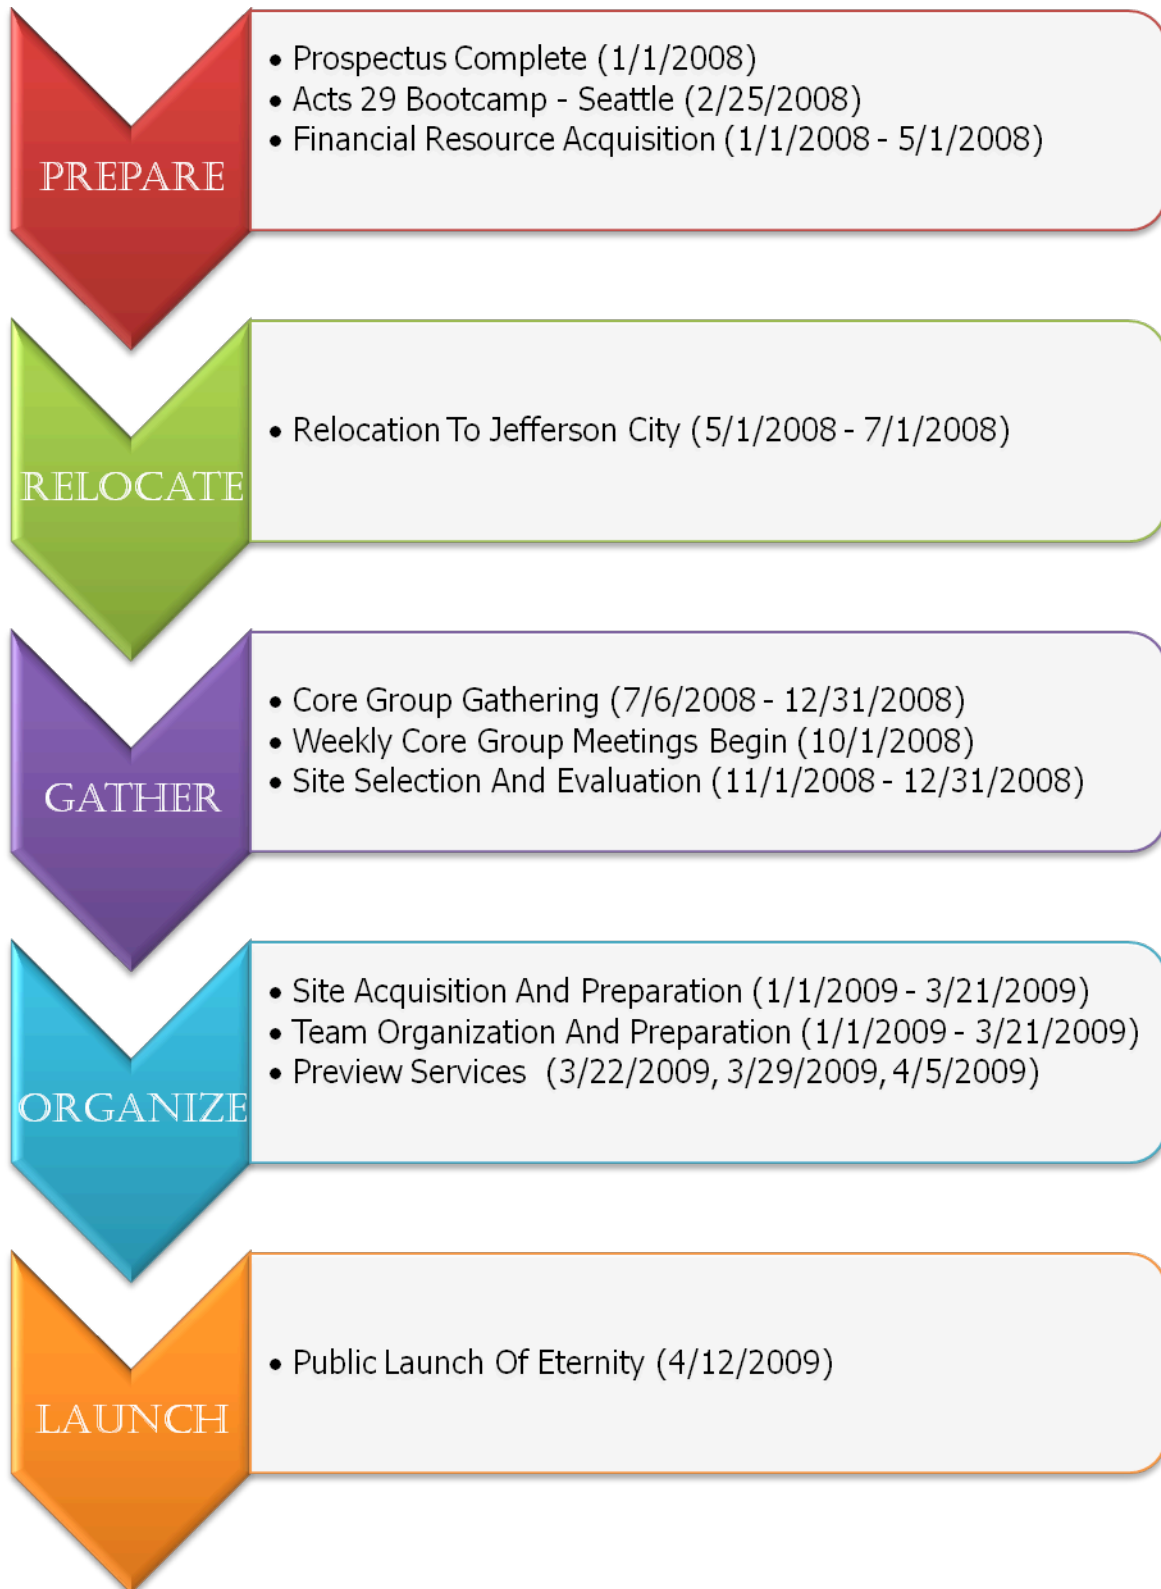 PREPARE
• Prospectus Complete (1/1/2008)
• Acts 29 Bootcamp - Seattle (2/25/2008)
• Financial Resource Acquisition (1/1/2008 - 5/1/2008)
RELOCATE
• Relocation To Jefferson City (5/1/2008 - 7/1/2008)
GATHER
• Core Group Gathering (7/6/2008 - 12/31/2008)
• Weekly Core Group Meetings Begin (10/1/2008)
• Site Selection And Evaluation (11/1/2008 - 12/31/2008)
ORGANIZE
• Site Acquisition And Preparation (1/1/2009 - 3/21/2009)
• Team Organization And Preparation (1/1/2009 - 3/21/2009)
• Preview Services (3/22/2009, 3/29/2009, 4/5/2009)
LAUNCH
• Public Launch Of Eternity (4/12/2009)